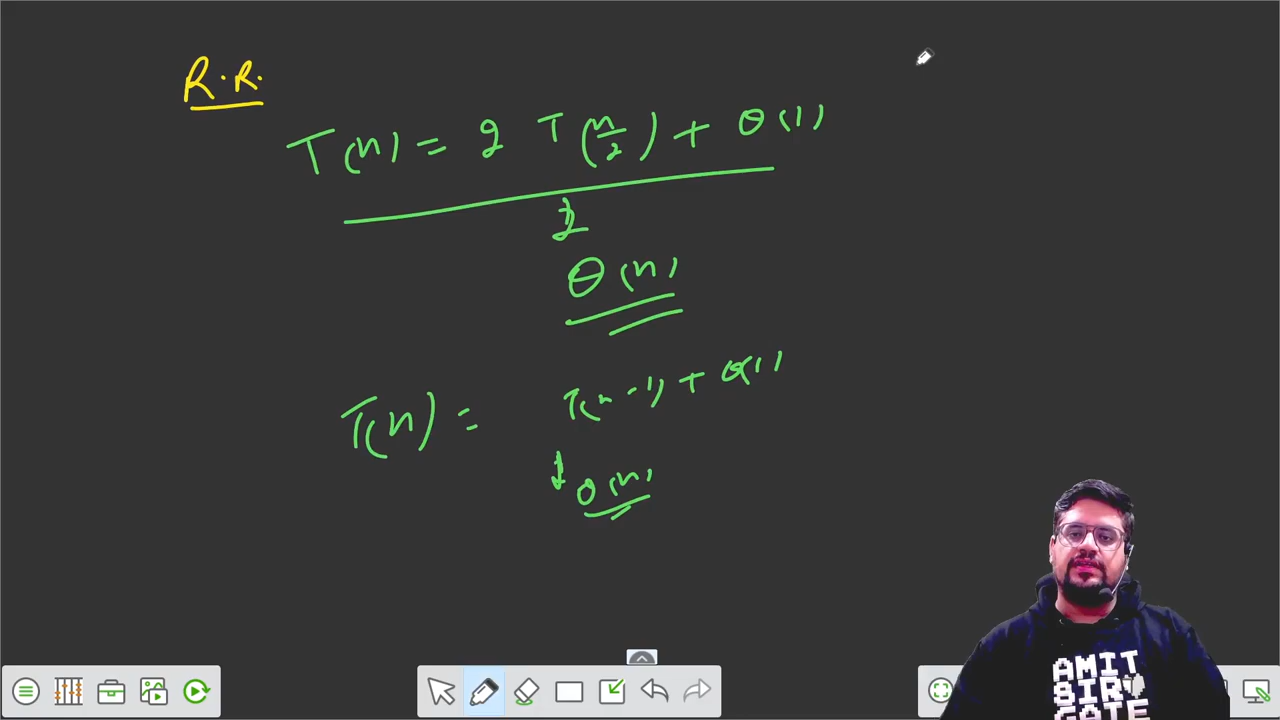 R.R.
T(n) = 2 T(n/2) + θ(1)
θ(n)
T(n) = T(n-1) + θ(1)
θ(n)
AMIT
SIR
GATE